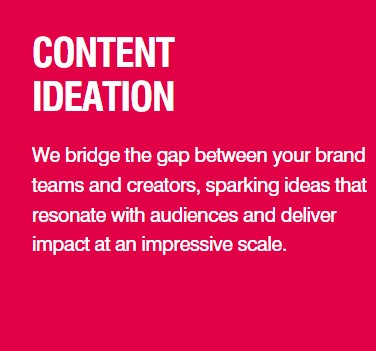 CONTENT
IDEATION
We bridge the gap between your brand
teams and creators, sparking ideas that
resonate with audiences and deliver
impact at an impressive scale.